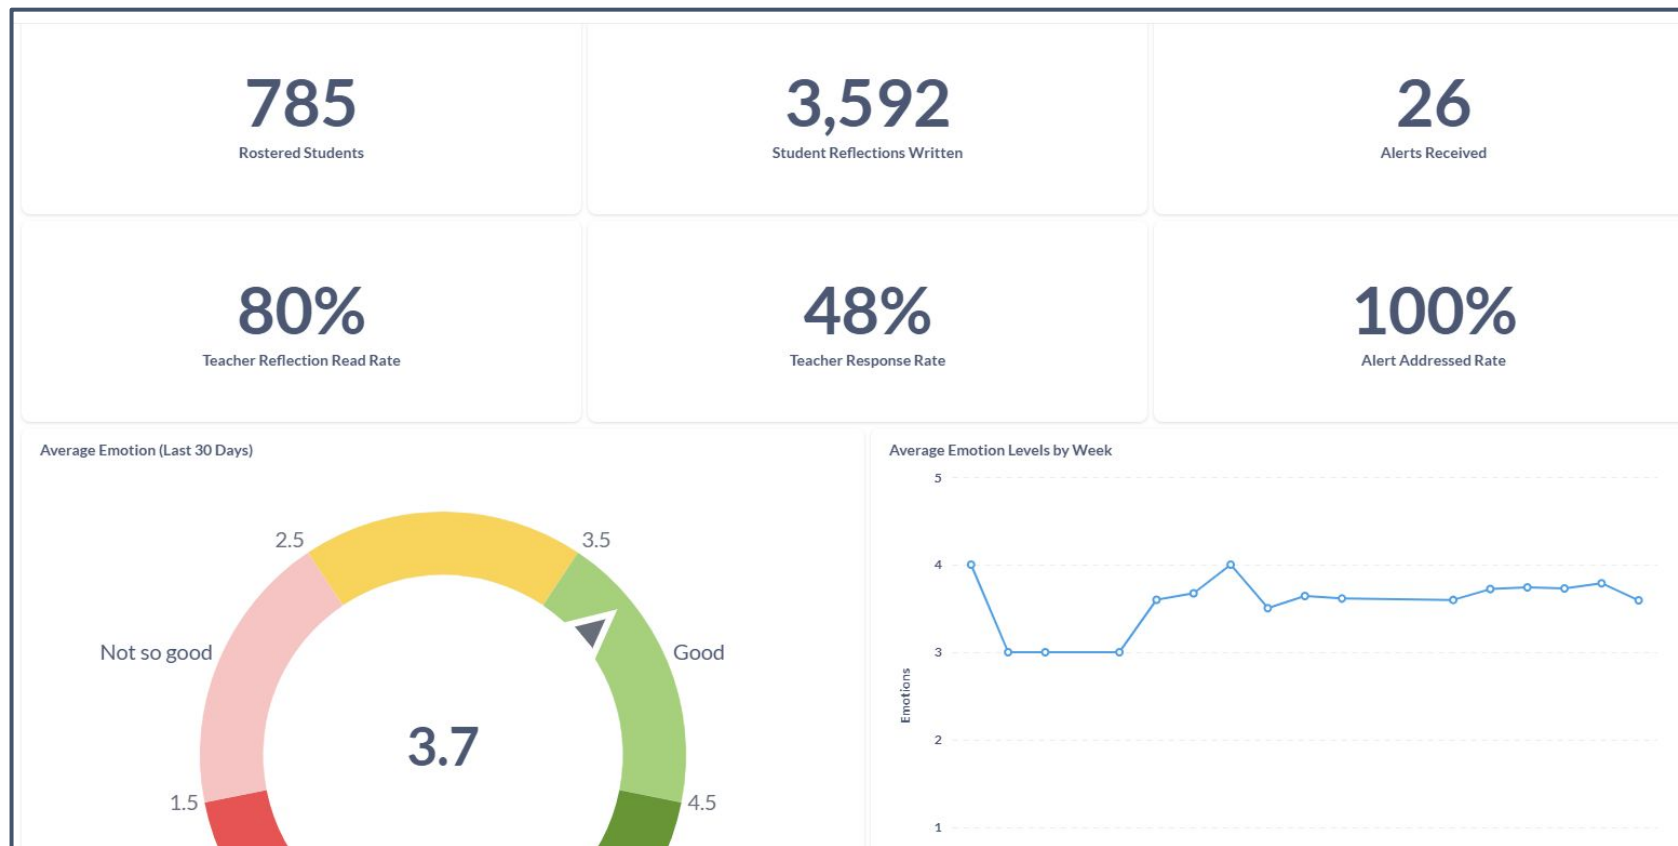 785
Rostered Students
3,592
Student Reflections Written
26
Alerts Received
80%
Teacher Reflection Read Rate
48%
Teacher Response Rate
100%
Alert Addressed Rate
Average Emotion (Last 30 Days)
2.5
3.5
Not so good
Good
3.7
1.5
4.5
Average Emotion Levels by Week
5
4
3
2
1
Emotions